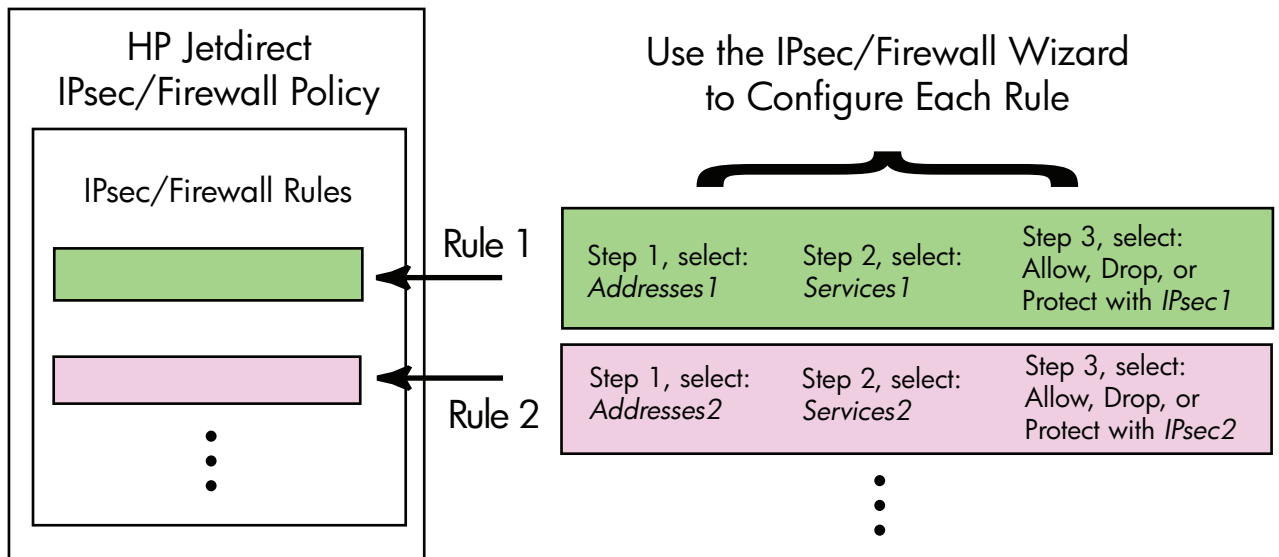 HP Jetdirect
IPsec/Firewall Policy
IPsec/Firewall Rules
Use the IPsec/Firewall Wizard
to Configure Each Rule
Rule 1
Step 1, select:
Addresses1
Step 2, select:
Services1
Step 3, select:
Allow, Drop, or
Protect with IPsec1
Rule 2
Step 1, select:
Addresses2
Step 2, select:
Services2
Step 3, select:
Allow, Drop, or
Protect with IPsec2